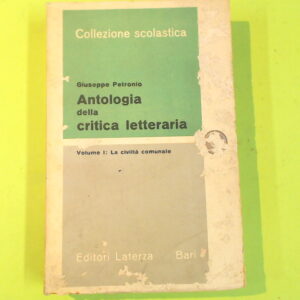 Collezione scolastica
Giuseppe Petronio
Antologia
della
critica letteraria
Volume I: La civiltà comunale
Editori Laterza Bari